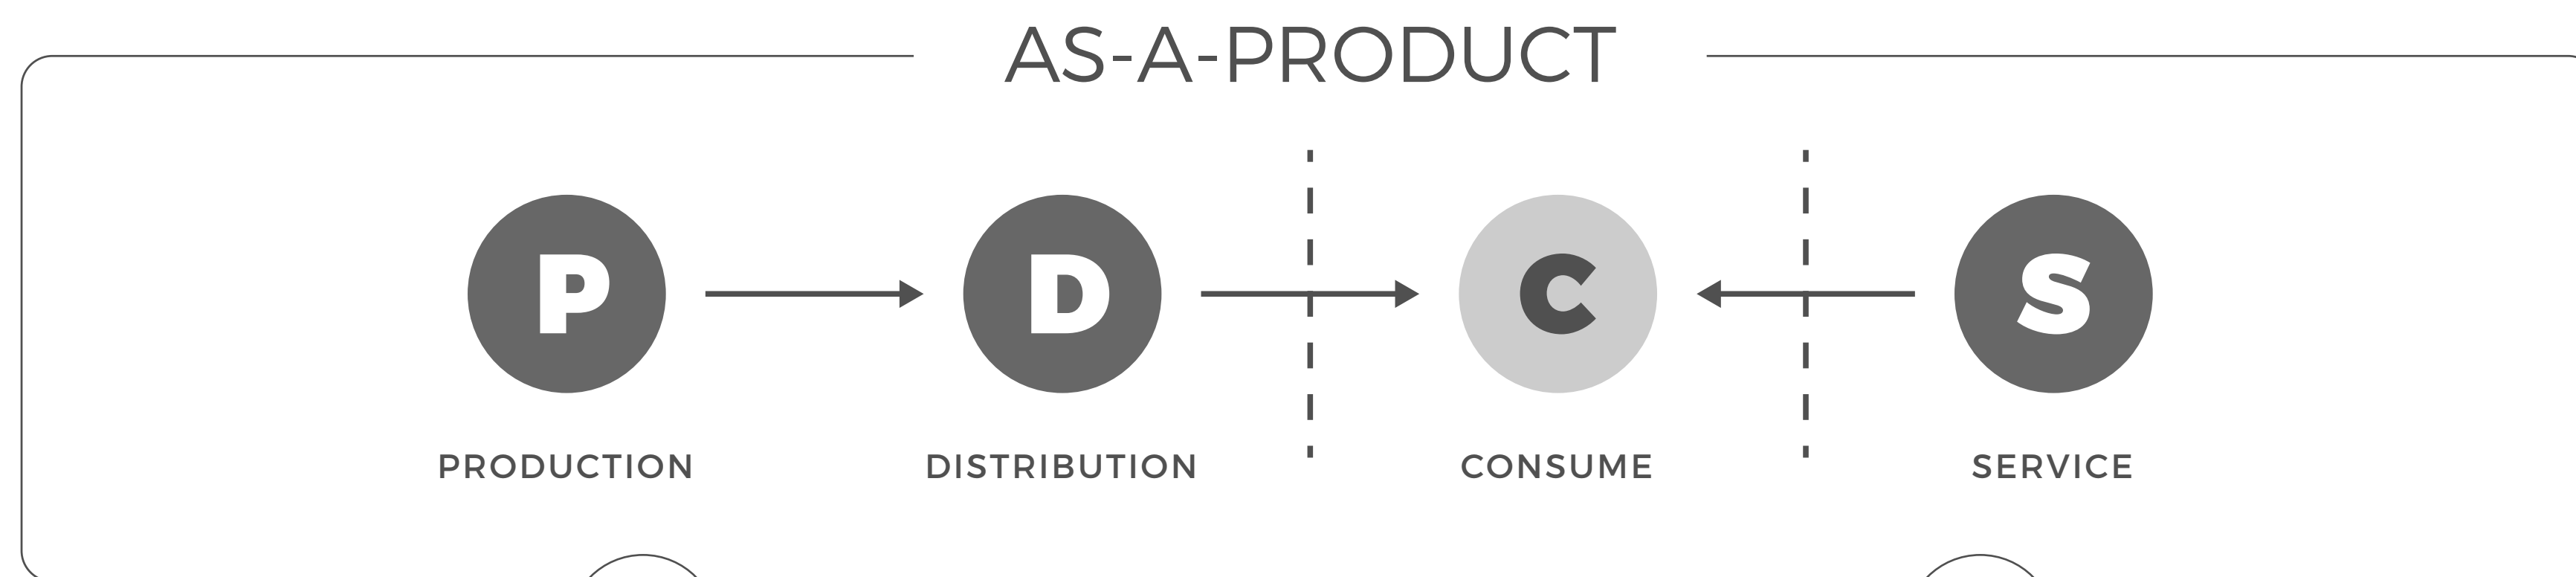 AS-A-PRODUCT
P D C S
PRODUCTION DISTRIBUTION CONSUME SERVICE